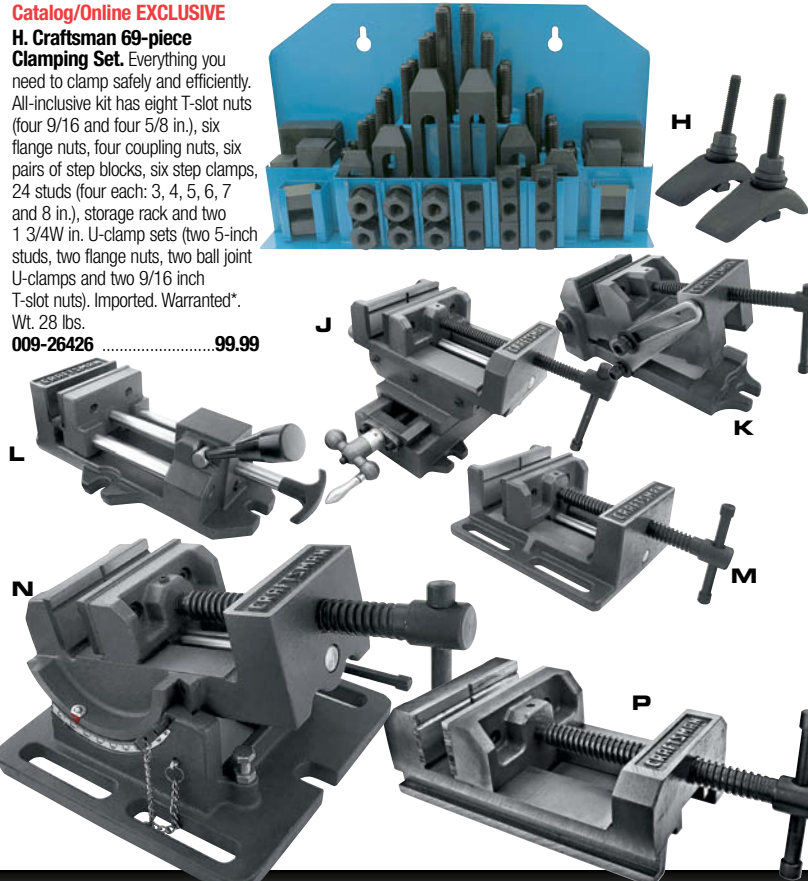 Catalog/Online EXCLUSIVE
H. Craftsman 69-piece
Clamping Set. Everything you
need to clamp safely and efficiently.
All-inclusive kit has eight T-slot nuts
(four 9/16 and four 5/8 in.), six
flange nuts, four coupling nuts, six
pairs of step blocks, six step clamps,
24 studs (four each: 3, 4, 5, 6, 7
and 8 in.), storage rack and two
1 3/4W in. U-clamp sets (two 5-inch
studs, two flange nuts, two ball joint
U-clamps and two 9/16 inch
T-slot nuts). Imported. Warranted*.
Wt. 28 lbs.
009-26426 ..........................99.99
H
J
CRAFTSMAN
CRAFTSMAN
K
L
CRAFTSMAN
CRAFTSMAN
M
N
CRAFTSMAN
P
CRAFTSMAN